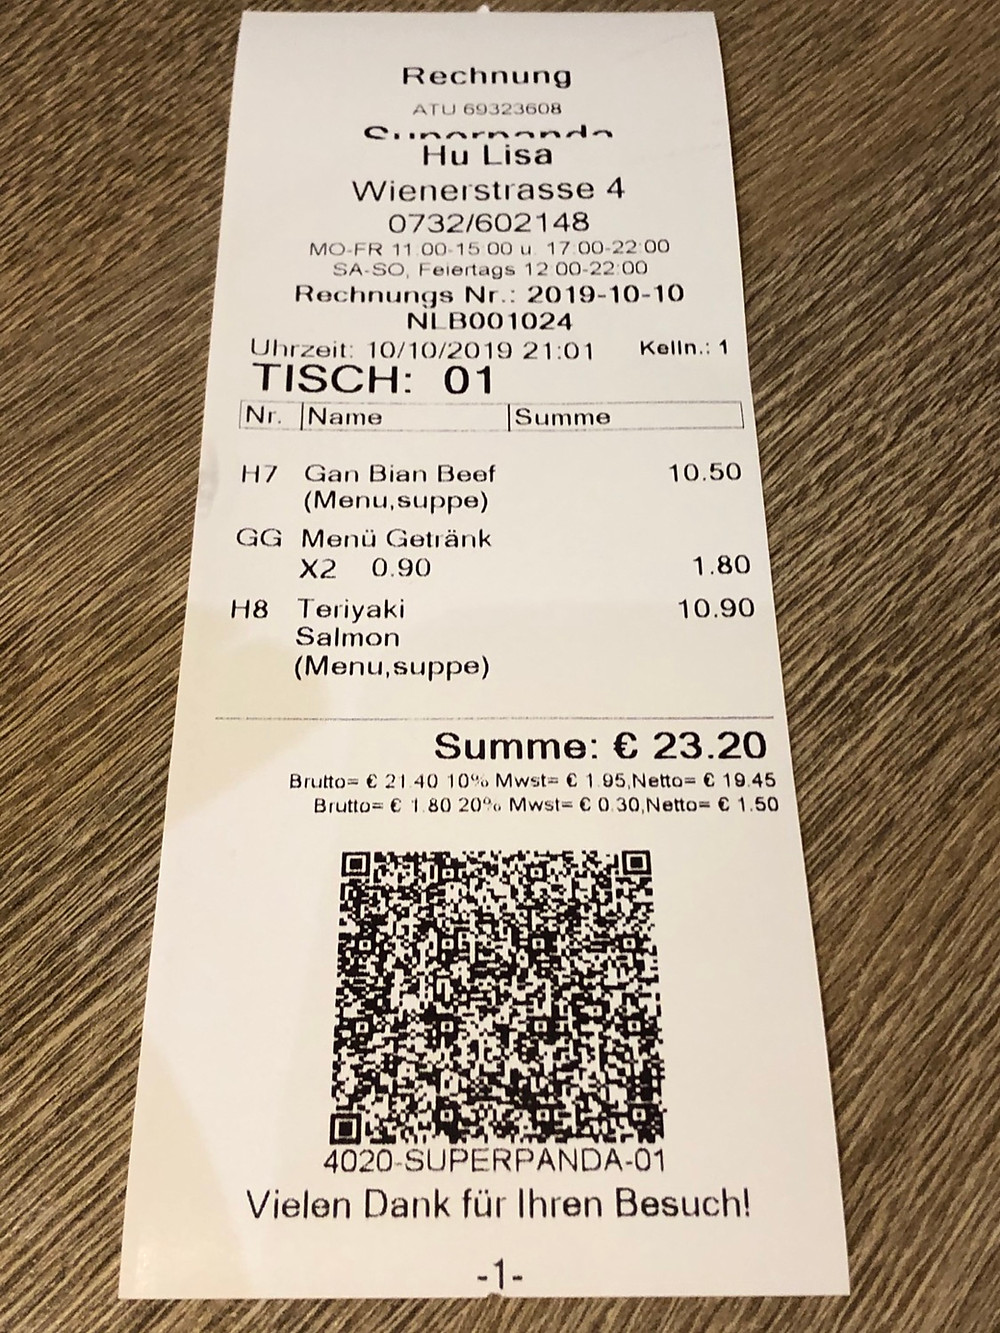 Rechnung
ATU 69323608
Superpanda
Hu Lisa
Wienerstrasse 4
0732/602148
MO-FR 11:00-15:00 u. 17:00-22:00
SA-SO, Feiertags 12:00-22:00
Rechnungs Nr.: 2019-10-10
NLB001024
Uhrzeit: 10/10/2019 21:01 Kelln.: 1
TISCH: 01
Nr. Name Summe
H7 Gan Bian Beef 10.50
(Menu,suppe)
GG Menü Getränk
X2 0.90 1.80
H8 Teriyaki 10.90
Salmon
(Menu,suppe)
Summe: € 23.20
Brutto= € 21.40 10% Mwst= € 1.95,Netto= € 19.45
Brutto= € 1.80 20% Mwst= € 0.30,Netto= € 1.50
4020-SUPERPANDA-01
Vielen Dank für Ihren Besuch!
-1-